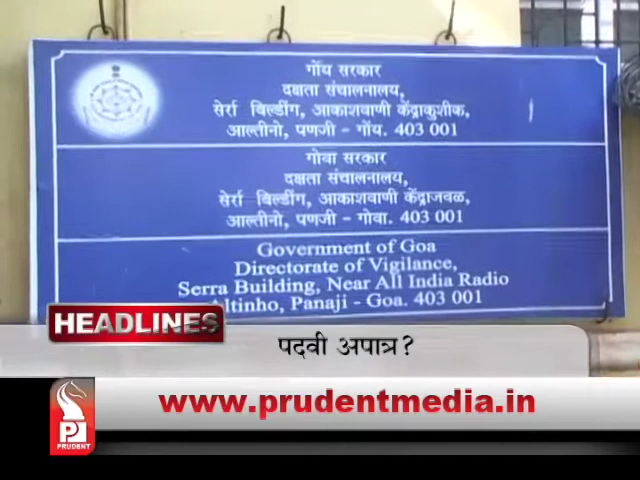 गोंय सरकार
दक्षता संचालनालय,
सेर्रा बिल्डींग, आकाशवाणी केंद्राकुशीक,
आल्तीनो, पणजी - गोंय. 403 001
गोवा सरकार
दक्षता संचालनालय,
सेर्रा बिल्डींग, आकाशवाणी केंद्राजवळ,
आल्तीनो, पणजी - गोवा. 403 001
Government of Goa
Directorate of Vigilance,
Serra Building, Near All India Radio
Altinho, Panaji - Goa. 403 001
HEADLINES
पदवी अपात्र?
www.prudentmedia.in
PRUDENT